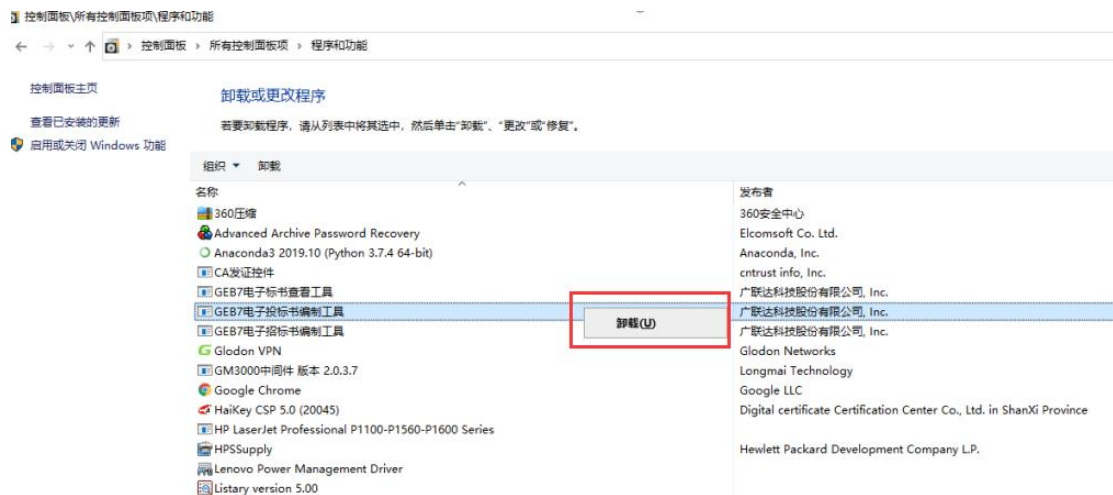 控制面板\所有控制面板项\程序和功能
控制面板 › 所有控制面板项 › 程序和功能
控制面板主页
查看已安装的更新
启用或关闭 Windows 功能
卸载或更改程序
若要卸载程序，请从列表中将其选中，然后单击“卸载”、“更改”或“修复”。
组织 卸载
名称 发布者
360压缩 360安全中心
Advanced Archive Password Recovery Elcomsoft Co. Ltd.
Anaconda3 2019.10 (Python 3.7.4 64-bit) Anaconda, Inc.
CA发证控件 cntrust info, Inc.
GEB7电子标书查看工具 广联达科技股份有限公司, Inc.
GEB7电子投标书编制工具 卸载(U) 广联达科技股份有限公司, Inc.
GEB7电子招标书编制工具 广联达科技股份有限公司, Inc.
Glodon VPN Glodon Networks
GM3000中间件 版本 2.0.3.7 Longmai Technology
Google Chrome Google LLC
HaiKey CSP 5.0 (20045) Digital certificate Certification Center Co., Ltd. in ShanXi Province
HP LaserJet Professional P1100-P1560-P1600 Series
HPSSupply Hewlett Packard Development Company L.P.
Lenovo Power Management Driver
Listary version 5.00